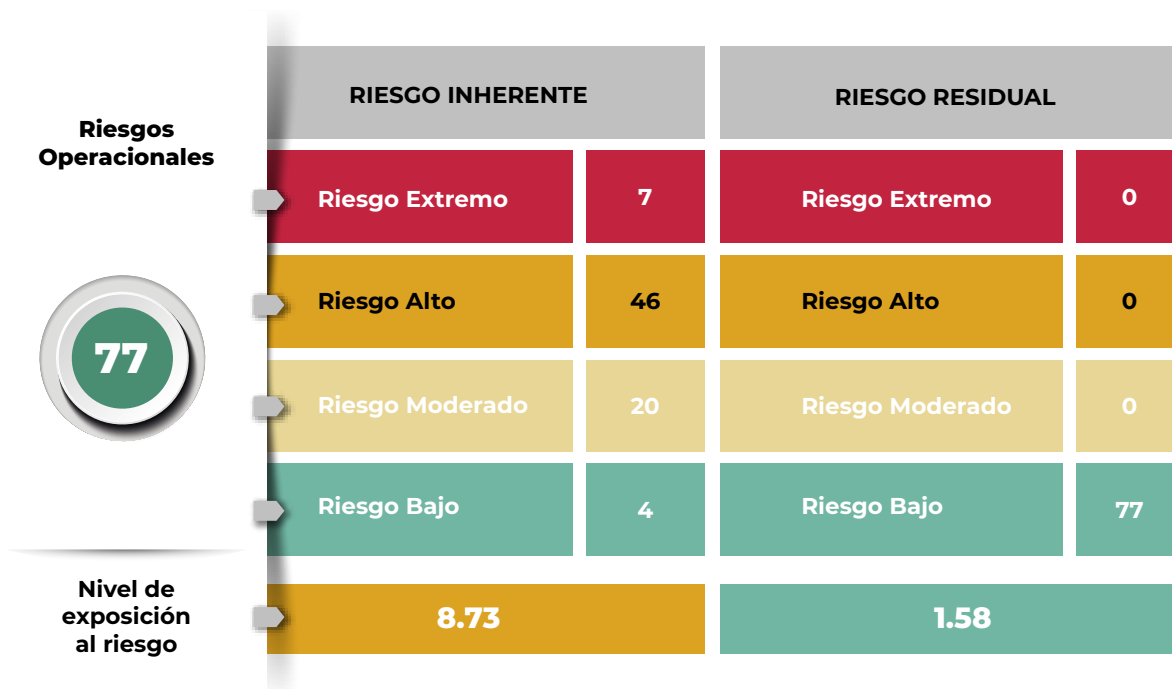 Riesgos
Operacionales
77
RIESGO INHERENTE
RIESGO RESIDUAL
Riesgo Extremo 7 Riesgo Extremo 0
Riesgo Alto 46 Riesgo Alto 0
Riesgo Moderado 20 Riesgo Moderado 0
Riesgo Bajo 4 Riesgo Bajo 77
Nivel de
exposición
al riesgo
8.73
1.58